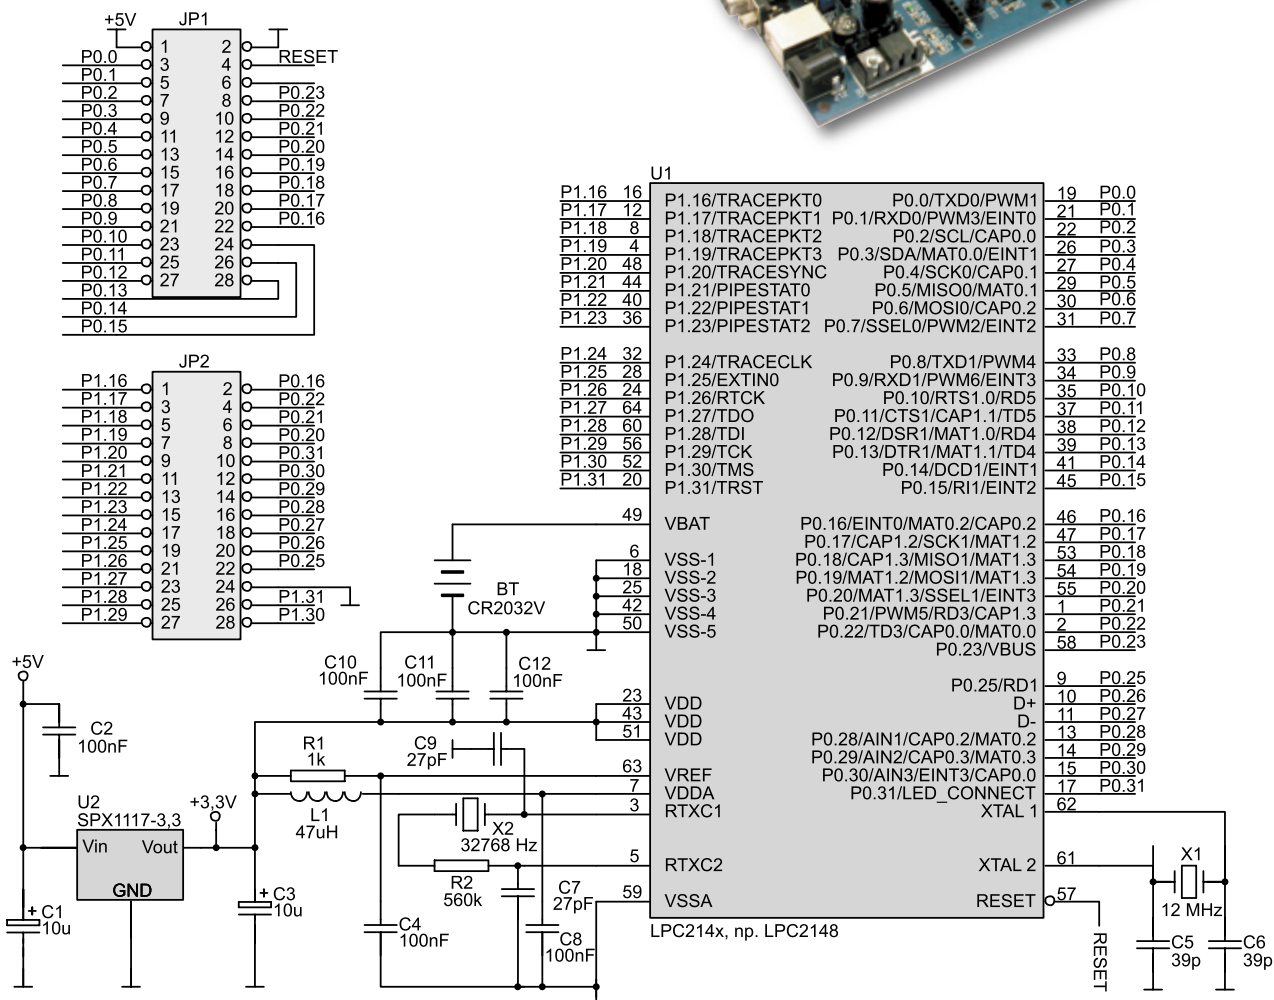 +5V JP1
1 2
P0.0 3 4 RESET
P0.1 5 6
P0.2 7 8 P0.23
P0.3 9 10 P0.22
P0.4 11 12 P0.21
P0.5 13 14 P0.20
P0.6 15 16 P0.19
P0.7 17 18 P0.18
P0.8 19 20 P0.17
P0.9 21 22 P0.16
P0.10 23 24
P0.11 25 26
P0.12 27 28
P0.13
P0.14
P0.15
JP2
P1.16 1 2 P0.16
P1.17 3 4 P0.22
P1.18 5 6 P0.21
P1.19 7 8 P0.20
P1.20 9 10 P0.31
P1.21 11 12 P0.30
P1.22 13 14 P0.29
P1.23 15 16 P0.28
P1.24 17 18 P0.27
P1.25 19 20 P0.26
P1.26 21 22 P0.25
P1.27 23 24
P1.28 25 26 P1.31
P1.29 27 28 P1.30
U1
P1.16 16 P1.16/TRACEPKT0 P0.0/TXD0/PWM1 19 P0.0
P1.17 12 P1.17/TRACEPKT1 P0.1/RXD0/PWM3/EINT0 21 P0.1
P1.18 8 P1.18/TRACEPKT2 P0.2/SCL/CAP0.0 22 P0.2
P1.19 4 P1.19/TRACEPKT3 P0.3/SDA/MAT0.0/EINT1 26 P0.3
P1.20 48 P1.20/TRACESYNC P0.4/SCK0/CAP0.1 27 P0.4
P1.21 44 P1.21/PIPESTAT0 P0.5/MISO0/MAT0.1 29 P0.5
P1.22 40 P1.22/PIPESTAT1 P0.6/MOSI0/CAP0.2 30 P0.6
P1.23 36 P1.23/PIPESTAT2 P0.7/SSEL0/PWM2/EINT2 31 P0.7
P1.24 32 P1.24/TRACECLK P0.8/TXD1/PWM4 33 P0.8
P1.25 28 P1.25/EXTIN0 P0.9/RXD1/PWM6/EINT3 34 P0.9
P1.26 24 P1.26/RTCK P0.10/RTS1.0/RD5 35 P0.10
P1.27 64 P1.27/TDO P0.11/CTS1/CAP1.1/TD5 37 P0.11
P1.28 60 P1.28/TDI P0.12/DSR1/MAT1.0/RD4 38 P0.12
P1.29 56 P1.29/TCK P0.13/DTR1/MAT1.1/TD4 39 P0.13
P1.30 52 P1.30/TMS P0.14/DCD1/EINT1 41 P0.14
P1.31 20 P1.31/TRST P0.15/RI1/EINT2 45 P0.15
49 VBAT P0.16/EINT0/MAT0.2/CAP0.2 46 P0.16
P0.17/CAP1.2/SCK1/MAT1.2 47 P0.17
6 VSS-1 P0.18/CAP1.3/MISO1/MAT1.3 53 P0.18
18 VSS-2 P0.19/MAT1.2/MOSI1/MAT1.3 54 P0.19
25 VSS-3 P0.20/MAT1.3/SSEL1/EINT3 55 P0.20
42 VSS-4 P0.21/PWM5/RD3/CAP1.3 1 P0.21
50 VSS-5 P0.22/TD3/CAP0.0/MAT0.0 2 P0.22
P0.23/VBUS 58 P0.23
P0.25/RD1 9 P0.25
23 VDD D+ 10 P0.26
43 VDD D- 11 P0.27
51 VDD P0.28/AIN1/CAP0.2/MAT0.2 13 P0.28
P0.29/AIN2/CAP0.3/MAT0.3 14 P0.29
63 VREF P0.30/AIN3/EINT3/CAP0.0 15 P0.30
7 VDDA P0.31/LED_CONNECT 17 P0.31
3 RTXC1 XTAL 1 62
5 RTXC2 XTAL 2 61
59 VSSA RESET 57
LPC214x, np. LPC2148
BT
CR2032V
C10
100nF
C11
100nF
C12
100nF
+5V
C2
100nF
R1
1k
C9
27pF
L1
47uH
U2
SPX1117-3,3
+3,3V
Vin Vout
GND
X2
32768 Hz
R2
560k
C7
27pF
+ C1
10u
+ C3
10u
C4
100nF
C8
100nF
X1
12 MHz
RESET
C5
39p
C6
39p